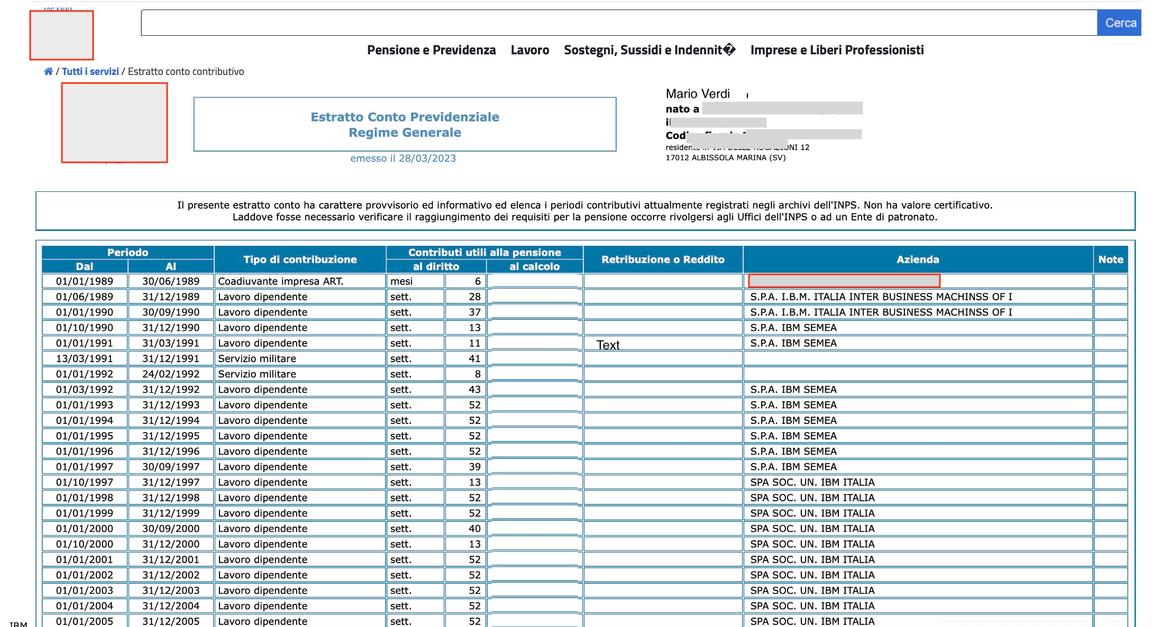 Cerca
Pensione e Previdenza Lavoro Sostegni, Sussidi e Indennit� Imprese e Liberi Professionisti
/ Tutti i servizi / Estratto conto contributivo
Estratto Conto Previdenziale
Regime Generale
emesso il 28/03/2023
Mario Verdi
nato a
il
17012 ALBISSOLA MARINA (SV)
Il presente estratto conto ha carattere provvisorio ed informativo ed elenca i periodi contributivi attualmente registrati negli archivi dell'INPS. Non ha valore certificativo.
Laddove fosse necessario verificare il raggiungimento dei requisiti per la pensione occorre rivolgersi agli Uffici dell'INPS o ad un Ente di patronato.
Periodo Tipo di contribuzione Contributi utili alla pensione Retribuzione o Reddito Azienda Note
Dal Al al diritto al calcolo
01/01/1989 30/06/1989 Coadiuvante impresa ART. mesi 6
01/06/1989 31/12/1989 Lavoro dipendente sett. 28 S.P.A. I.B.M. ITALIA INTER BUSINESS MACHINSS OF I
01/01/1990 30/09/1990 Lavoro dipendente sett. 37 S.P.A. I.B.M. ITALIA INTER BUSINESS MACHINSS OF I
01/10/1990 31/12/1990 Lavoro dipendente sett. 13 S.P.A. IBM SEMEA
01/01/1991 31/03/1991 Lavoro dipendente sett. 11 Text S.P.A. IBM SEMEA
13/03/1991 31/12/1991 Servizio militare sett. 41
01/01/1992 24/02/1992 Servizio militare sett. 8
01/03/1992 31/12/1992 Lavoro dipendente sett. 43 S.P.A. IBM SEMEA
01/01/1993 31/12/1993 Lavoro dipendente sett. 52 S.P.A. IBM SEMEA
01/01/1994 31/12/1994 Lavoro dipendente sett. 52 S.P.A. IBM SEMEA
01/01/1995 31/12/1995 Lavoro dipendente sett. 52 S.P.A. IBM SEMEA
01/01/1996 31/12/1996 Lavoro dipendente sett. 52 S.P.A. IBM SEMEA
01/01/1997 30/09/1997 Lavoro dipendente sett. 39 S.P.A. IBM SEMEA
01/10/1997 31/12/1997 Lavoro dipendente sett. 13 SPA SOC. UN. IBM ITALIA
01/01/1998 31/12/1998 Lavoro dipendente sett. 52 SPA SOC. UN. IBM ITALIA
01/01/1999 31/12/1999 Lavoro dipendente sett. 52 SPA SOC. UN. IBM ITALIA
01/01/2000 30/09/2000 Lavoro dipendente sett. 40 SPA SOC. UN. IBM ITALIA
01/10/2000 31/12/2000 Lavoro dipendente sett. 13 SPA SOC. UN. IBM ITALIA
01/01/2001 31/12/2001 Lavoro dipendente sett. 52 SPA SOC. UN. IBM ITALIA
01/01/2002 31/12/2002 Lavoro dipendente sett. 52 SPA SOC. UN. IBM ITALIA
01/01/2003 31/12/2003 Lavoro dipendente sett. 52 SPA SOC. UN. IBM ITALIA
01/01/2004 31/12/2004 Lavoro dipendente sett. 52 SPA SOC. UN. IBM ITALIA
01/01/2005 31/12/2005 Lavoro dipendente sett. 52 SPA SOC. UN. IBM ITALIA
IBM